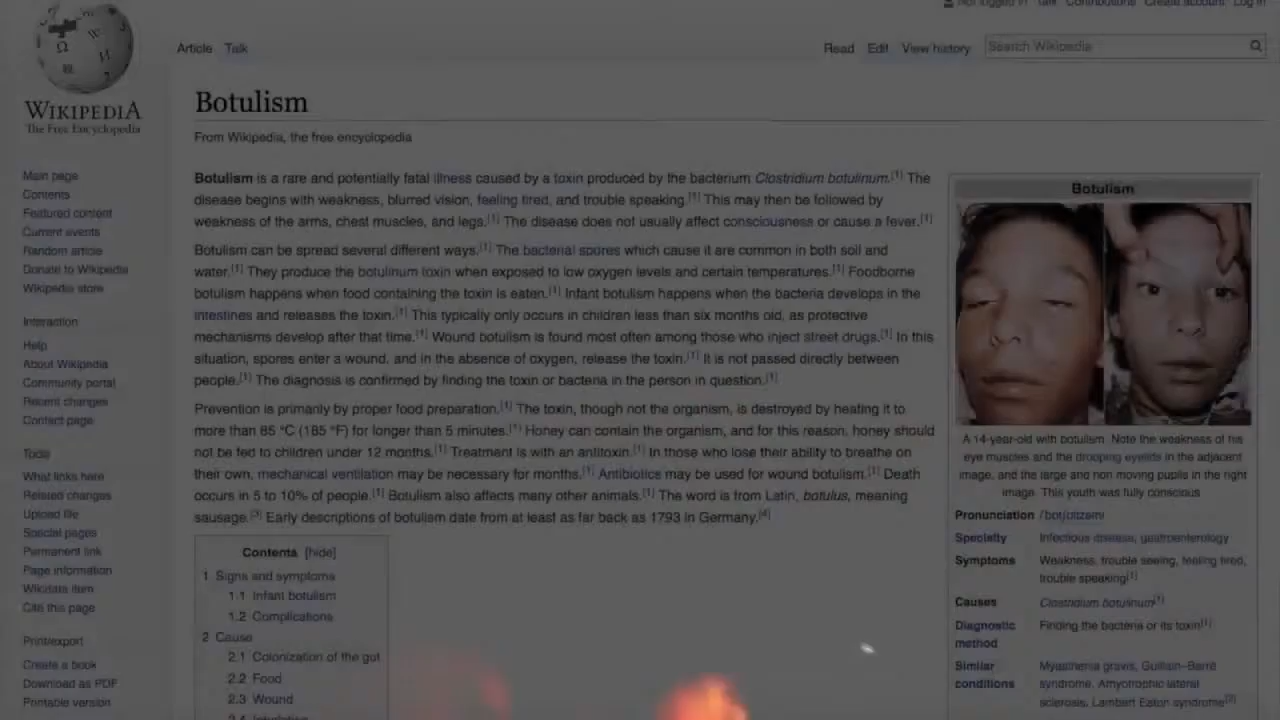 Not logged in Talk Contributions Create account Log in
Article Talk
Read Edit View history
Search Wikipedia
WIKIPEDIA
The Free Encyclopedia
Botulism
From Wikipedia, the free encyclopedia
Main page
Contents
Featured content
Current events
Random article
Donate to Wikipedia
Wikipedia store
Interaction
Help
About Wikipedia
Community portal
Recent changes
Contact page
Tools
What links here
Related changes
Upload file
Special pages
Permanent link
Page information
Wikidata item
Cite this page
Print/export
Create a book
Download as PDF
Printable version
Botulism is a rare and potentially fatal illness caused by a toxin produced by the bacterium Clostridium botulinum.[1] The
disease begins with weakness, blurred vision, feeling tired, and trouble speaking.[1] This may then be followed by
weakness of the arms, chest muscles, and legs.[1] The disease does not usually affect consciousness or cause a fever.[1]
Botulism can be spread several different ways.[1] The bacterial spores which cause it are common in both soil and
water.[1] They produce the botulinum toxin when exposed to low oxygen levels and certain temperatures.[1] Foodborne
botulism happens when food containing the toxin is eaten.[1] Infant botulism happens when the bacteria develops in the
intestines and releases the toxin.[1] This typically only occurs in children less than six months old, as protective
mechanisms develop after that time.[1] Wound botulism is found most often among those who inject street drugs.[1] In this
situation, spores enter a wound, and in the absence of oxygen, release the toxin.[1] It is not passed directly between
people.[1] The diagnosis is confirmed by finding the toxin or bacteria in the person in question.[1]
Prevention is primarily by proper food preparation.[1] The toxin, though not the organism, is destroyed by heating it to
more than 85 °C (185 °F) for longer than 5 minutes.[1] Honey can contain the organism, and for this reason, honey should
not be fed to children under 12 months.[1] Treatment is with an antitoxin.[1] In those who lose their ability to breathe on
their own, mechanical ventilation may be necessary for months.[1] Antibiotics may be used for wound botulism.[1] Death
occurs in 5 to 10% of people.[1] Botulism also affects many other animals.[1] The word is from Latin, botulus, meaning
sausage.[3] Early descriptions of botulism date from at least as far back as 1793 in Germany.[4]
Contents [hide]
1 Signs and symptoms
1.1 Infant botulism
1.2 Complications
2 Cause
2.1 Colonization of the gut
2.2 Food
2.3 Wound
2.4 Inhalation
Botulism
A 14-year-old with botulism. Note the weakness of his
eye muscles and the drooping eyelids in the adjacent
image, and the large and non moving pupils in the right
image. This youth was fully conscious
Pronunciation /ˈbɒtjʊlɪzəm/
Specialty Infectious disease, gastroenterology
Symptoms Weakness, trouble seeing, feeling tired,
trouble speaking[1]
Causes Clostridium botulinum[1]
Diagnostic Finding the bacteria or its toxin[1]
method
Similar Myasthenia gravis, Guillain–Barré
conditions syndrome, Amyotrophic lateral
sclerosis, Lambert Eaton syndrome[2]